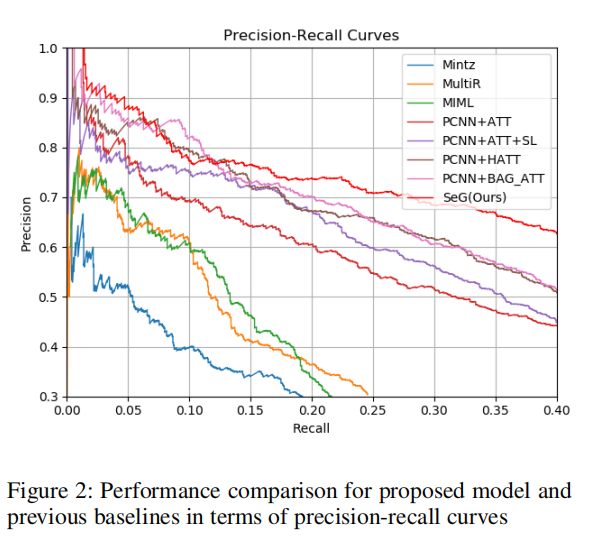 Precision-Recall Curves
1.0
0.9
0.8
0.7
0.6
0.5
0.4
0.3
Precision
Mintz
MultiR
MIML
PCNN+ATT
PCNN+ATT+SL
PCNN+HATT
PCNN+BAG_ATT
SeG(Ours)
0.00 0.05 0.10 0.15 0.20 0.25 0.30 0.35 0.40
Recall
Figure 2: Performance comparison for proposed model and
previous baselines in terms of precision-recall curves